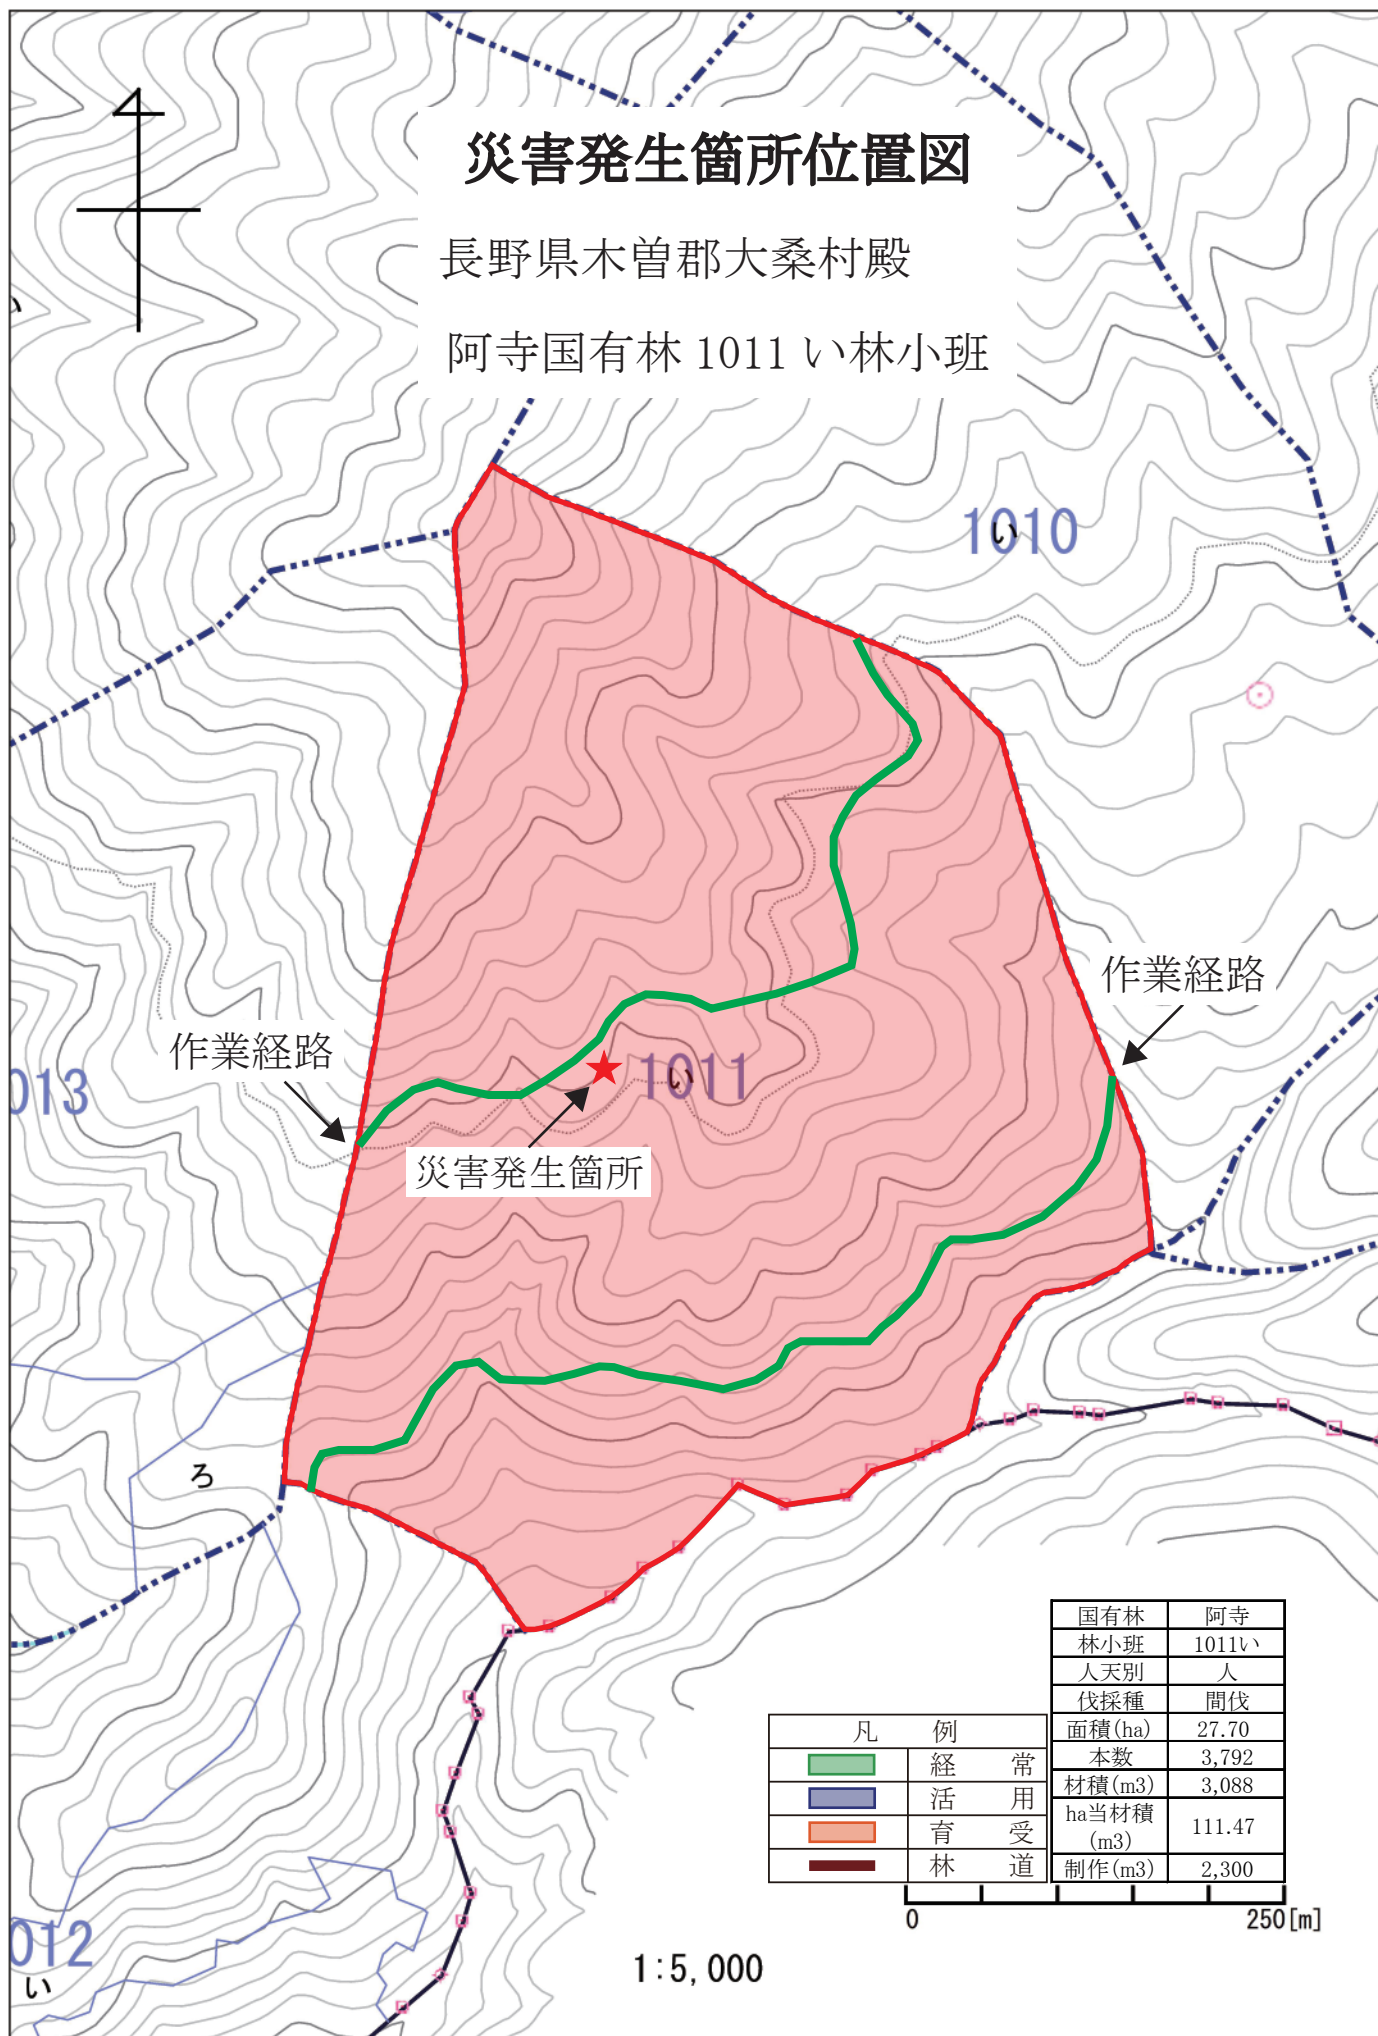 災害発生箇所位置図
長野県木曽郡大桑村殿
阿寺国有林 1011 い林小班
い
1010
い
作業経路
作業経路
013
1011
い
災害発生箇所
ろ
国有林 阿寺
林小班 1011い
人天別 人
伐採種 間伐
面積(ha) 27.70
本数 3,792
材積(m3) 3,088
ha当材積(m3) 111.47
制作(m3) 2,300
凡 例
経 常
活 用
育 受
林 道
0 250[m]
012
い
1:5,000